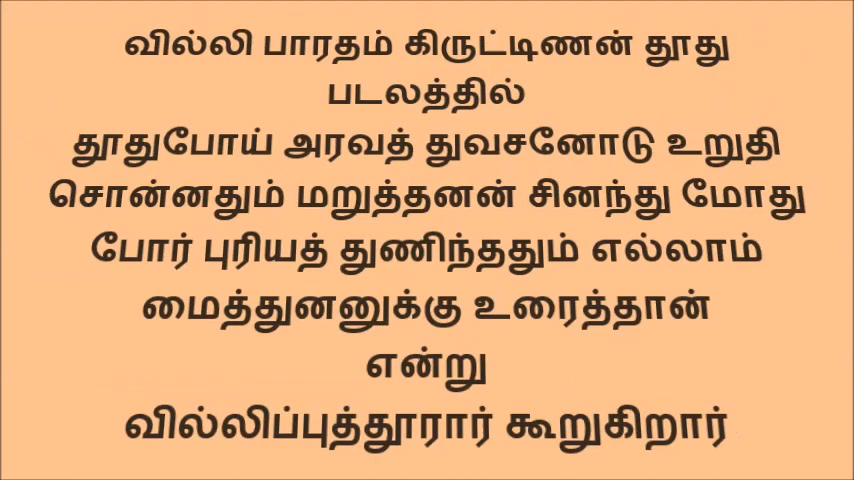 வில்லி பாரதம் கிருட்டிணன் தூது
படலத்தில்
தூதுபோய் அரவத் துவசனோடு உறுதி
சொன்னதும் மறுத்தனன் சினந்து மோது
போர் புரியத் துணிந்ததும் எல்லாம்
மைத்துனனுக்கு உரைத்தான்
என்று
வில்லிப்புத்தூரார் கூறுகிறார்